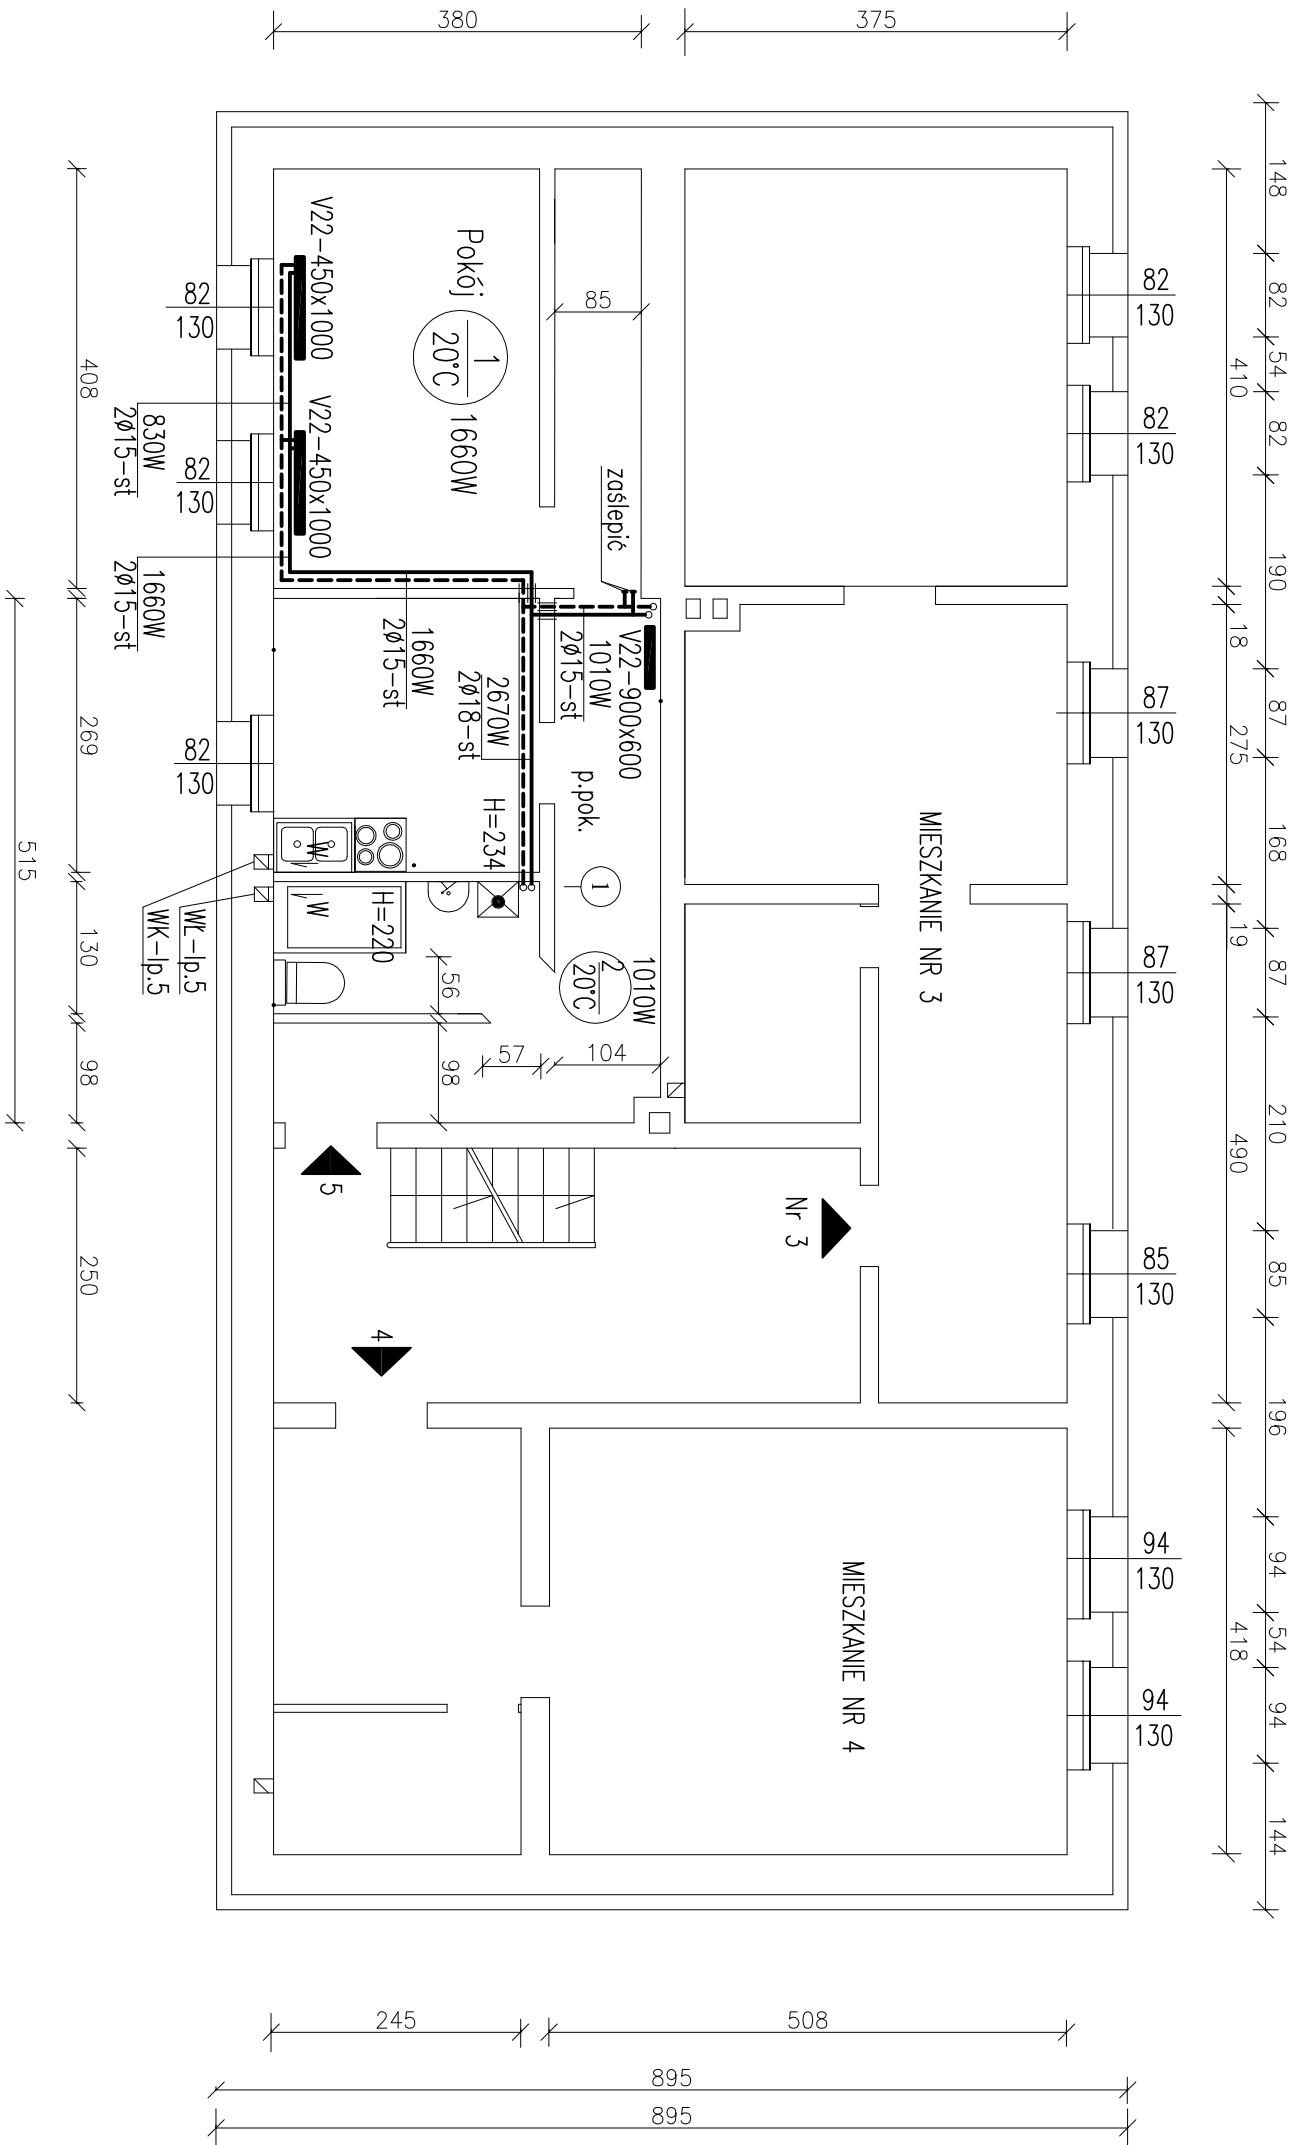 380
375
148
82
54
82
190
87
168
87
210
85
196
94
54
94
144
410
18
275
19
490
418
82
130
82
130
87
130
87
130
85
130
94
130
94
130
V22-450x1000
V22-450x1000
Pokój
1
20°C
1660W
85
zaślepić
82
130
82
130
82
130
830W
2ø15-st
1660W
2ø15-st
1660W
2ø15-st
2670W
2ø18-st
V22-900x600
1010W
2ø15-st
p.pok.
1
H=234
W
W
H=220
1010W
2
20°C
WŁ-lp.5
WK-lp.5
56
98
57
104
5
4
Nr 3
MIESZKANIE NR 3
MIESZKANIE NR 4
408
269
130
98
250
515
245
508
895
895